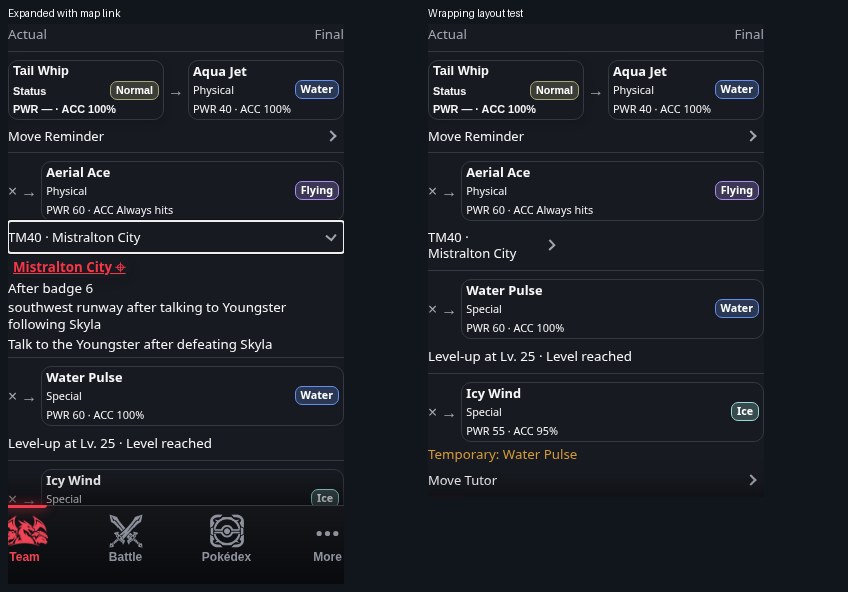 Expanded with map link
Actual Final
Tail Whip
Status Normal
PWR — · ACC 100%
→
Aqua Jet
Physical Water
PWR 40 · ACC 100%
Move Reminder
× →
Aerial Ace
Physical Flying
PWR 60 · ACC Always hits
TM40 · Mistralton City
Mistralton City ⌖
After badge 6
southwest runway after talking to Youngster
following Skyla
Talk to the Youngster after defeating Skyla
× →
Water Pulse
Special Water
PWR 60 · ACC 100%
Level-up at Lv. 25 · Level reached
× →
Icy Wind
Special Ice
Team Battle Pokédex More
Wrapping layout test
Actual Final
Tail Whip
Status Normal
PWR — · ACC 100%
→
Aqua Jet
Physical Water
PWR 40 · ACC 100%
Move Reminder
× →
Aerial Ace
Physical Flying
PWR 60 · ACC Always hits
TM40 ·
Mistralton City
× →
Water Pulse
Special Water
PWR 60 · ACC 100%
Level-up at Lv. 25 · Level reached
× →
Icy Wind
Special Ice
PWR 55 · ACC 95%
Temporary: Water Pulse
Move Tutor